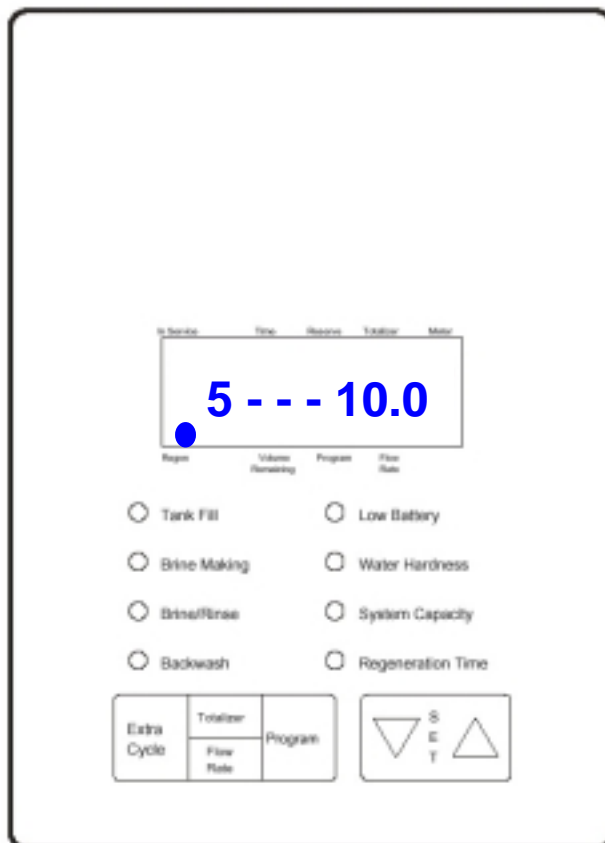 In Service Time Reserve Totalizer Meter
5 - - - 10.0
Regen Volume Remaining Program Flow Rate
Tank Fill
Low Battery
Brine Making
Water Hardness
Brine/Rinse
System Capacity
Backwash
Regeneration Time
Extra Cycle
Totalizer
Flow Rate
Program
SET